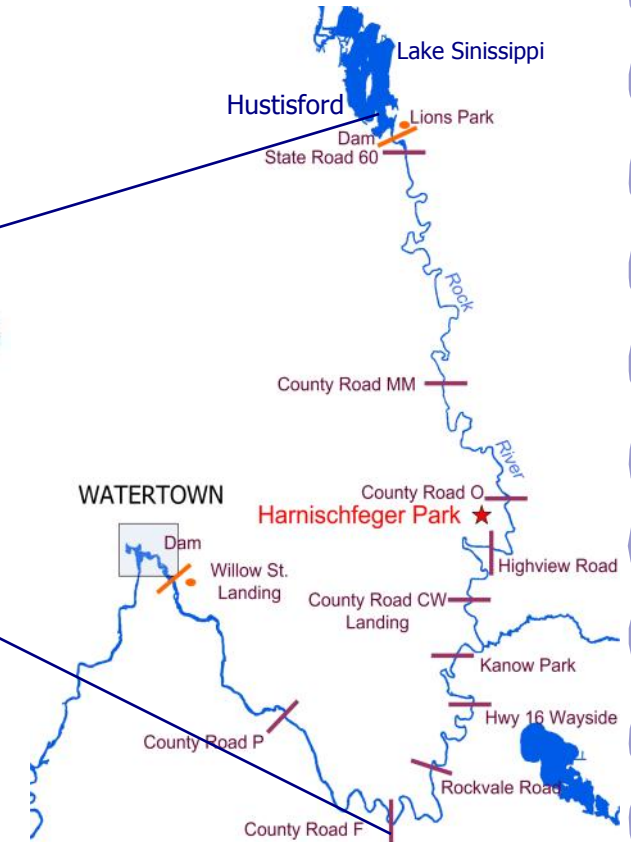 Lake Sinissippi
Hustisford
Lions Park
Dam
State Road 60
Rock
County Road MM
River
County Road O
WATERTOWN
Harnischfeger Park
Dam
Highview Road
Willow St.
Landing
County Road CW
Landing
Kanow Park
Hwy 16 Wayside
County Road P
Rockvale Road
County Road F